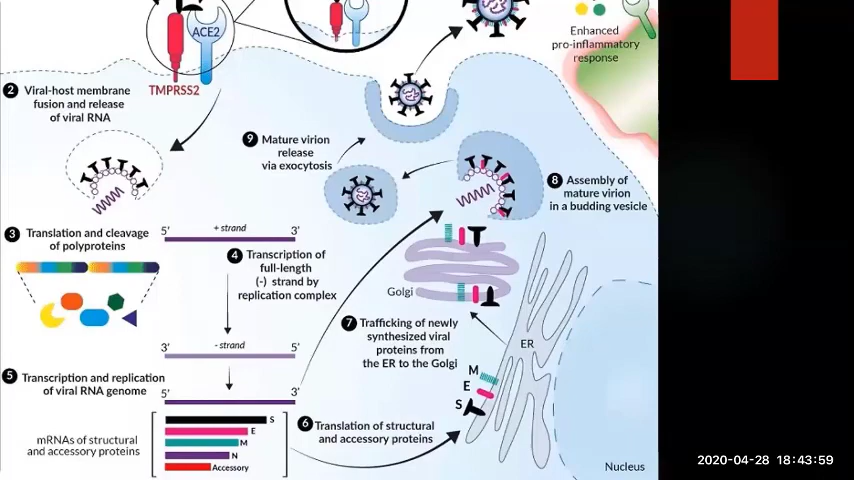 ACE2
TMPRSS2
Enhanced
pro-inflammatory
response
2 Viral-host membrane
fusion and release
of viral RNA
9 Mature virion
release
via exocytosis
8 Assembly of
mature virion
in a budding vesicle
3 Translation and cleavage
of polyproteins
5' + strand 3'
4 Transcription of
full-length
(-) strand by
replication complex
Golgi
7 Trafficking of newly
synthesized viral
proteins from
the ER to the Golgi
ER
3' - strand 5'
5 Transcription and replication
of viral RNA genome
5' 3'
M
E
S
mRNAs of structural
and accessory proteins
S
E
M
N
Accessory
6 Translation of structural
and accessory proteins
Nucleus
2020-04-28 18:43:59